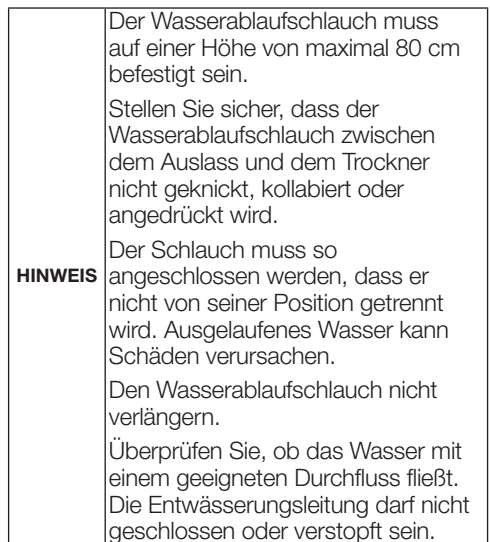 Der Wasserablaufschlauch muss
auf einer Höhe von maximal 80 cm
befestigt sein.
Stellen Sie sicher, dass der
Wasserablaufschlauch zwischen
dem Auslass und dem Trockner
nicht geknickt, kollabiert oder
angedrückt wird.
Der Schlauch muss so
HINWEIS angeschlossen werden, dass er
nicht von seiner Position getrennt
wird. Ausgelaufenes Wasser kann
Schäden verursachen.
Den Wasserablaufschlauch nicht
verlängern.
Überprüfen Sie, ob das Wasser mit
einem geeigneten Durchfluss fließt.
Die Entwässerungsleitung darf nicht
geschlossen oder verstopft sein.